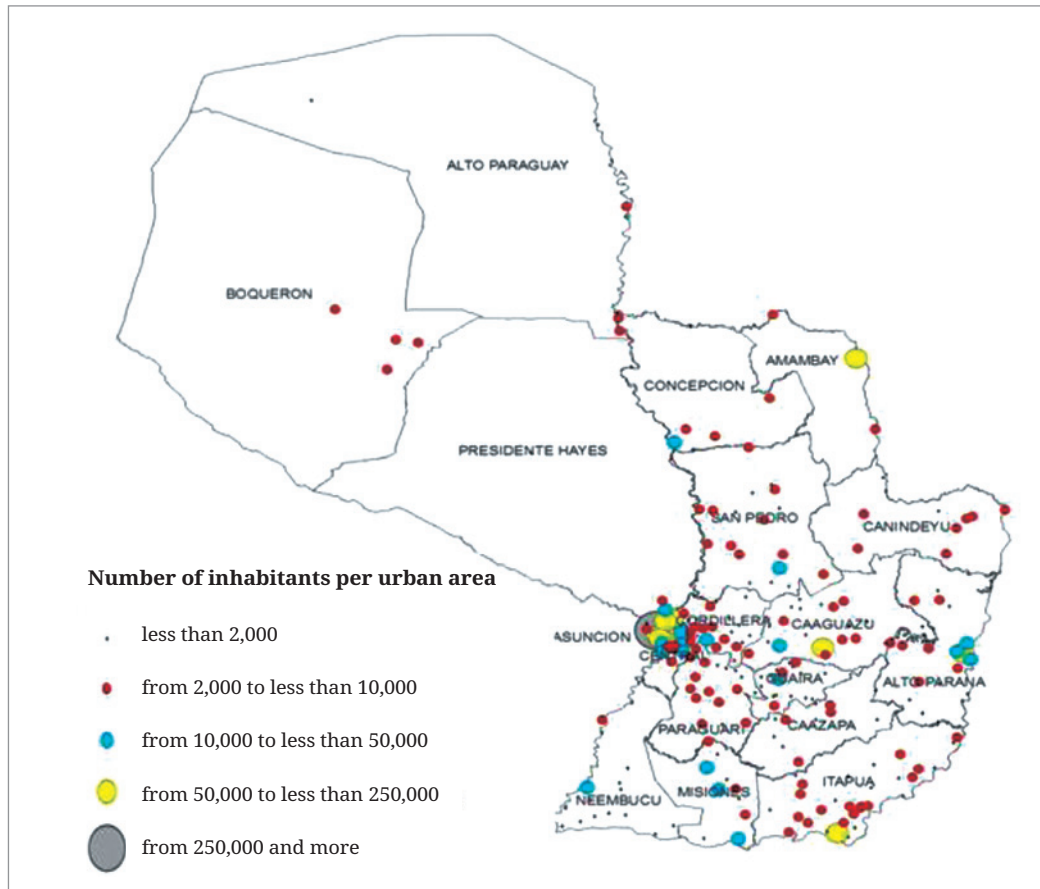 ALTO PARAGUAY
BOQUERON
AMAMBAY
CONCEPCION
PRESIDENTE HAYES
SAN PEDRO
CANINDEYU
Number of inhabitants per urban area
less than 2,000
from 2,000 to less than 10,000
from 10,000 to less than 50,000
from 50,000 to less than 250,000
from 250,000 and more
ASUNCION
CORDILLERA
CAAGUAZU
GUAIRA
ALTO PARANA
PARAGUARI
CAAZAPA
ITAPUA
MISIONES
NEEMBUCU